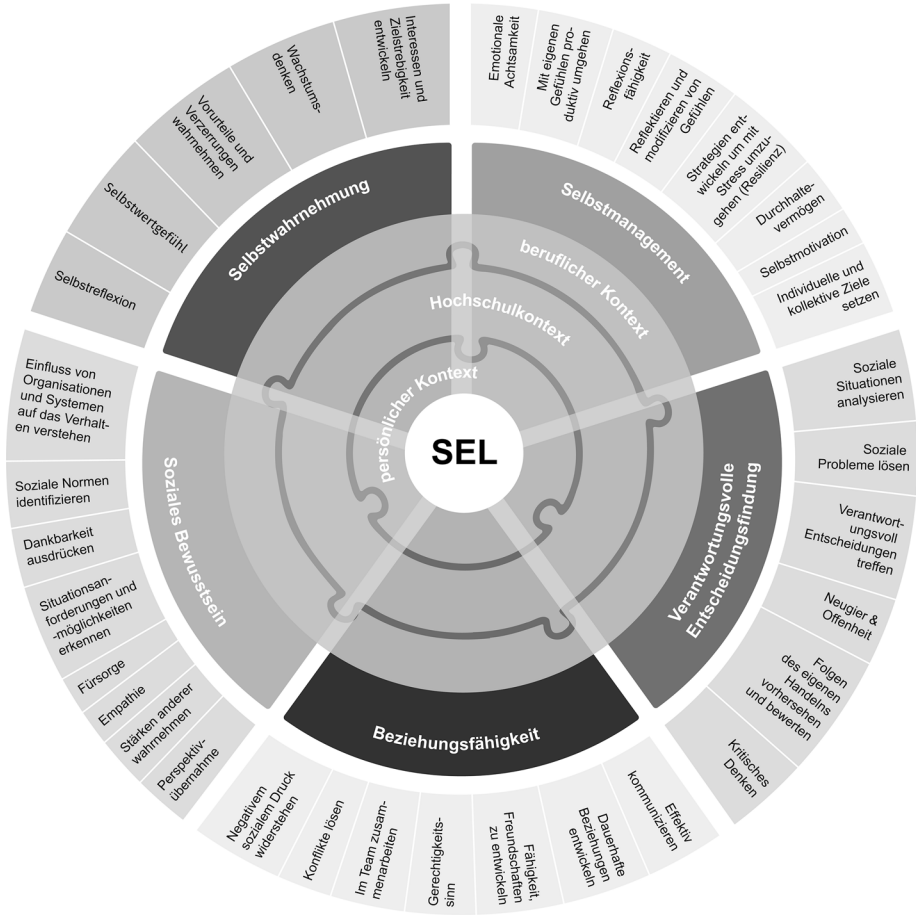 SEL
persönlicher Kontext
Hochschulkontext
beruflicher Kontext
Selbstwahrnehmung
Selbstmanagement
Verantwortungsvolle
Entscheidungsfindung
Beziehungsfähigkeit
Soziales Bewusstsein
Selbstreflexion
Selbstwertgefühl
Vorurteile und
Verzerrungen
wahrnehmen
Wachstums-
denken
Interessen und
Zielstrebigkeit
entwickeln
Emotionale
Achtsamkeit
Mit eigenen
Gefühlen pro-
duktiv umgehen
Reflexions-
fähigkeit
Reflektieren und
modifizieren von
Gefühlen
Strategien ent-
wickeln um mit
Stress umzu-
gehen (Resilienz)
Durchhalte-
vermögen
Selbstmotivation
Individuelle und
kollektive Ziele
setzen
Soziale
Situationen
analysieren
Soziale
Probleme lösen
Verantwort-
ungsvoll
Entscheidungen
treffen
Neugier &
Offenheit
Folgen
des eigenen
Handelns
vorhersehen
und bewerten
Kritisches
Denken
Effektiv
kommunizieren
Dauerhafte
Beziehungen
entwickeln
Fähigkeit,
Freundschaften
zu entwickeln
Gerechtigkeits-
sinn
Im Team zusam-
menarbeiten
Konflikte lösen
Negativem
sozialem Druck
widerstehen
Perspektiv-
übernahme
Stärken anderer
wahrnehmen
Empathie
Fürsorge
Situationsan-
forderungen und
-möglichkeiten
erkennen
Dankbarkeit
ausdrücken
Soziale Normen
identifizieren
Einfluss von
Organisationen
und Systemen
auf das Verhalt-
en verstehen